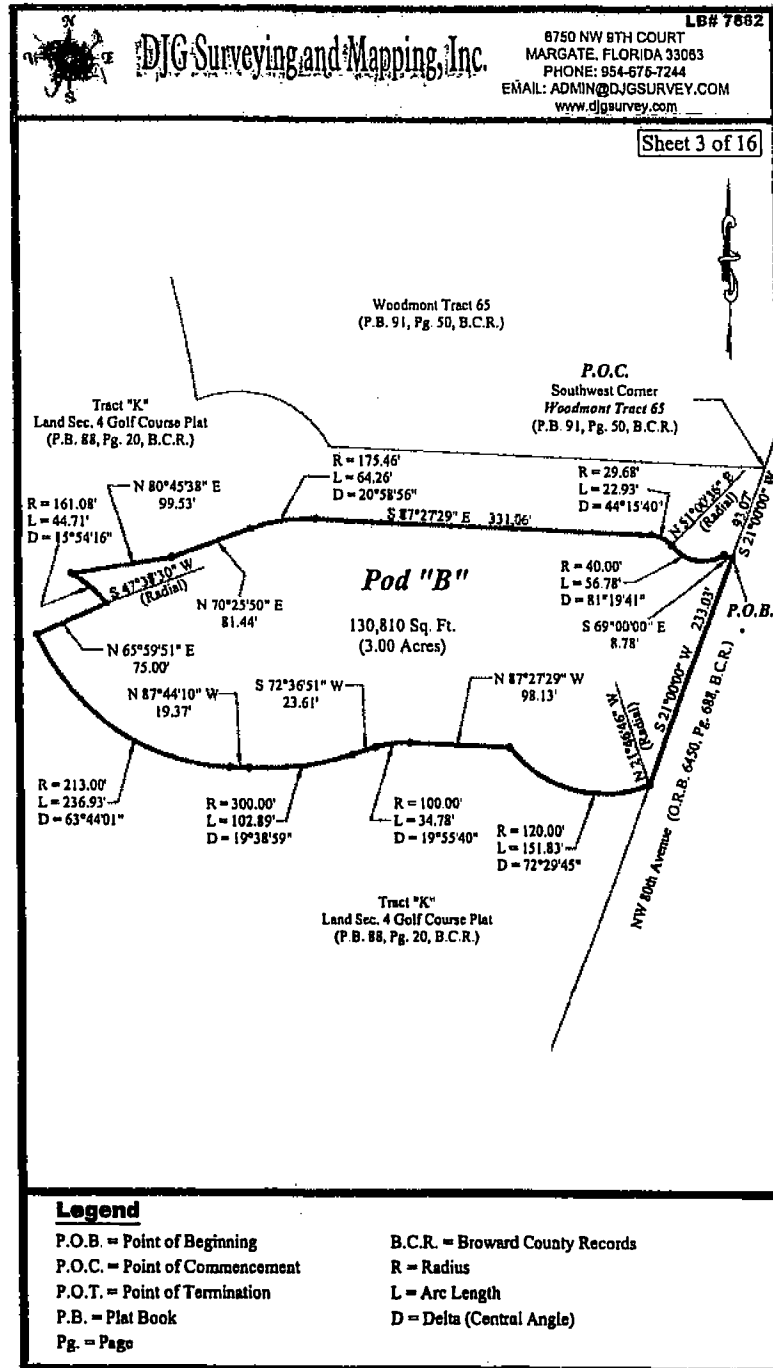 LB# 7882
N
E
S
DJG Surveying and Mapping, Inc.
6750 NW 9TH COURT
MARGATE, FLORIDA 33063
PHONE: 954-675-7244
EMAIL: ADMIN@DJGSURVEY.COM
www.djgsurvey.com
Sheet 3 of 16
Woodmont Tract 65
(P.B. 91, Pg. 50, B.C.R.)
P.O.C.
Southwest Corner
Woodmont Tract 65
(P.B. 91, Pg. 50, B.C.R.)
Tract "K"
Land Sec. 4 Golf Course Plat
(P.B. 88, Pg. 20, B.C.R.)
R = 175.46'
L = 64.26'
D = 20°58'56"
R = 29.68'
L = 22.93'
D = 44°15'40"
N 51°00'36" E
(Radial)
93.07'
S 21°00'00" W
N 80°45'38" E
99.53'
R = 161.08'
L = 44.71'
D = 15°54'16"
S 87°27'29" E 331.06'
S 47°38'30" W
(Radial)
Pod "B"
130,810 Sq. Ft.
(3.00 Acres)
R = 40.00'
L = 56.78'
D = 81°19'41"
P.O.B.
S 69°00'00" E
8.78'
N 70°25'50" E
81.44'
N 65°59'51" E
75.00'
S 21°00'00" W 233.03'
N 87°44'10" W
19.37'
S 72°36'51" W
23.61'
N 87°27'29" W
98.13'
N 21°46'46" W
(Radial)
R = 213.00'
L = 236.93'
D = 63°44'01"
R = 300.00'
L = 102.89'
D = 19°38'59"
R = 100.00'
L = 34.78'
D = 19°55'40"
R = 120.00'
L = 151.83'
D = 72°29'45"
NW 80th Avenue (O.R.B. 6450, Pg. 688, B.C.R.)
Tract "K"
Land Sec. 4 Golf Course Plat
(P.B. 88, Pg. 20, B.C.R.)
Legend
P.O.B. = Point of Beginning
P.O.C. = Point of Commencement
P.O.T. = Point of Termination
P.B. = Plat Book
Pg. = Page
B.C.R. = Broward County Records
R = Radius
L = Arc Length
D = Delta (Central Angle)